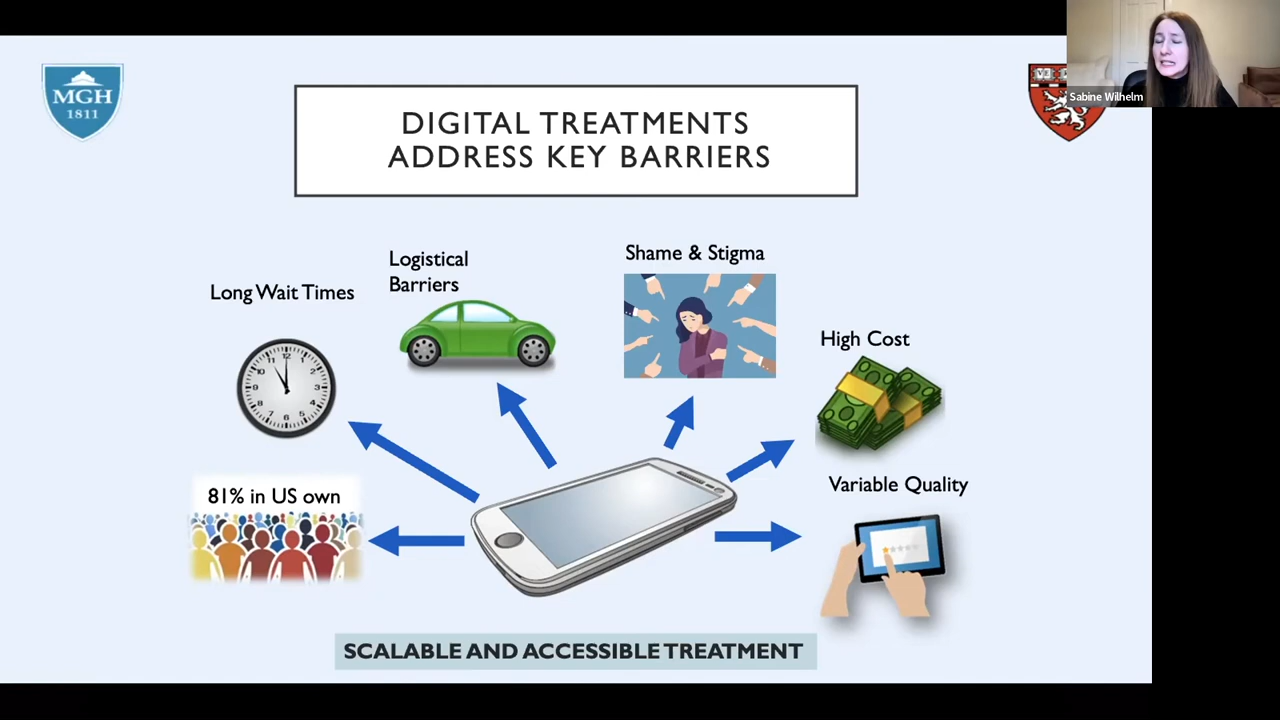 MGH
1811
Sabine Wilhelm
DIGITAL TREATMENTS
ADDRESS KEY BARRIERS
Long Wait Times
Logistical
Barriers
Shame & Stigma
High Cost
81% in US own
Variable Quality
SCALABLE AND ACCESSIBLE TREATMENT